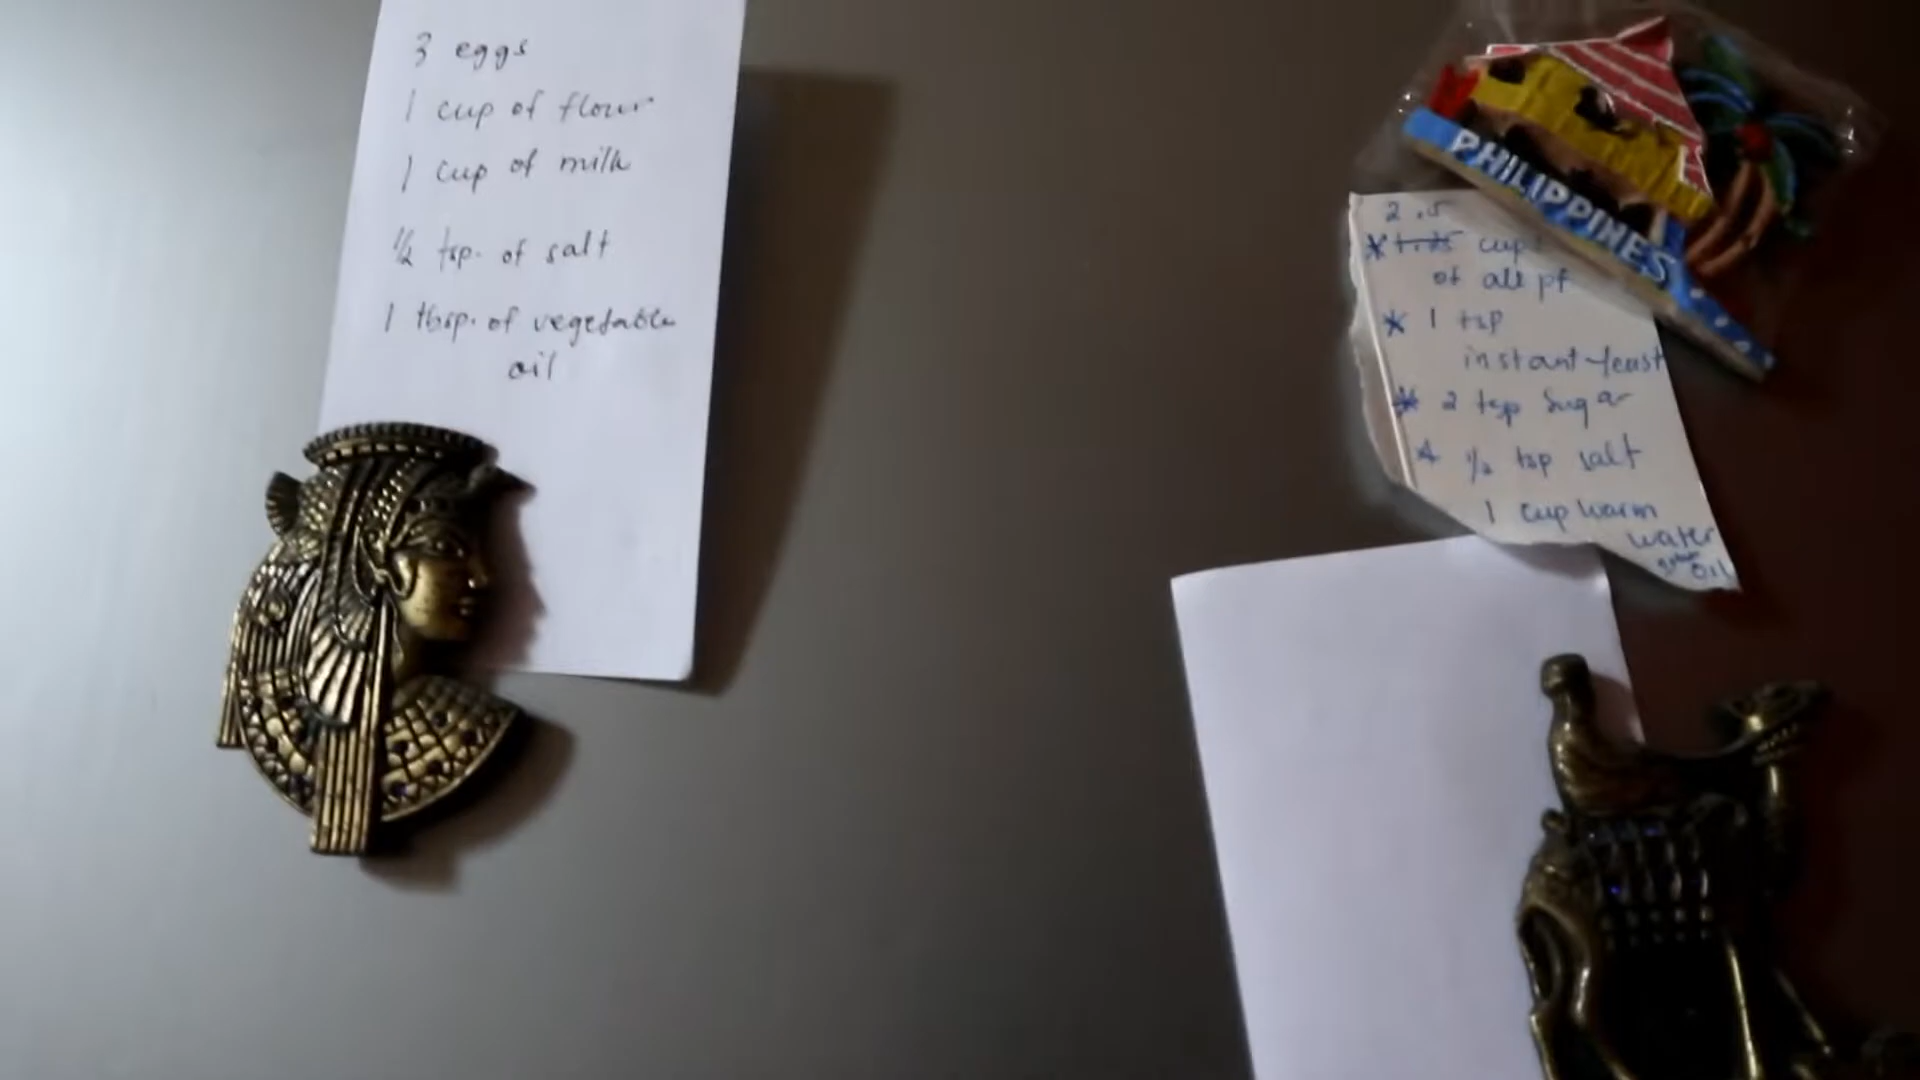 3 eggs
1 cup of flour
1 cup of milk
½ tsp. of salt
1 tbsp. of vegetable
oil
PHILIPPINES
2.5
* cup
of all pf
* 1 tsp
instant yeast
* 2 tsp sugar
* ½ tsp salt
1 cup warm
water
oil